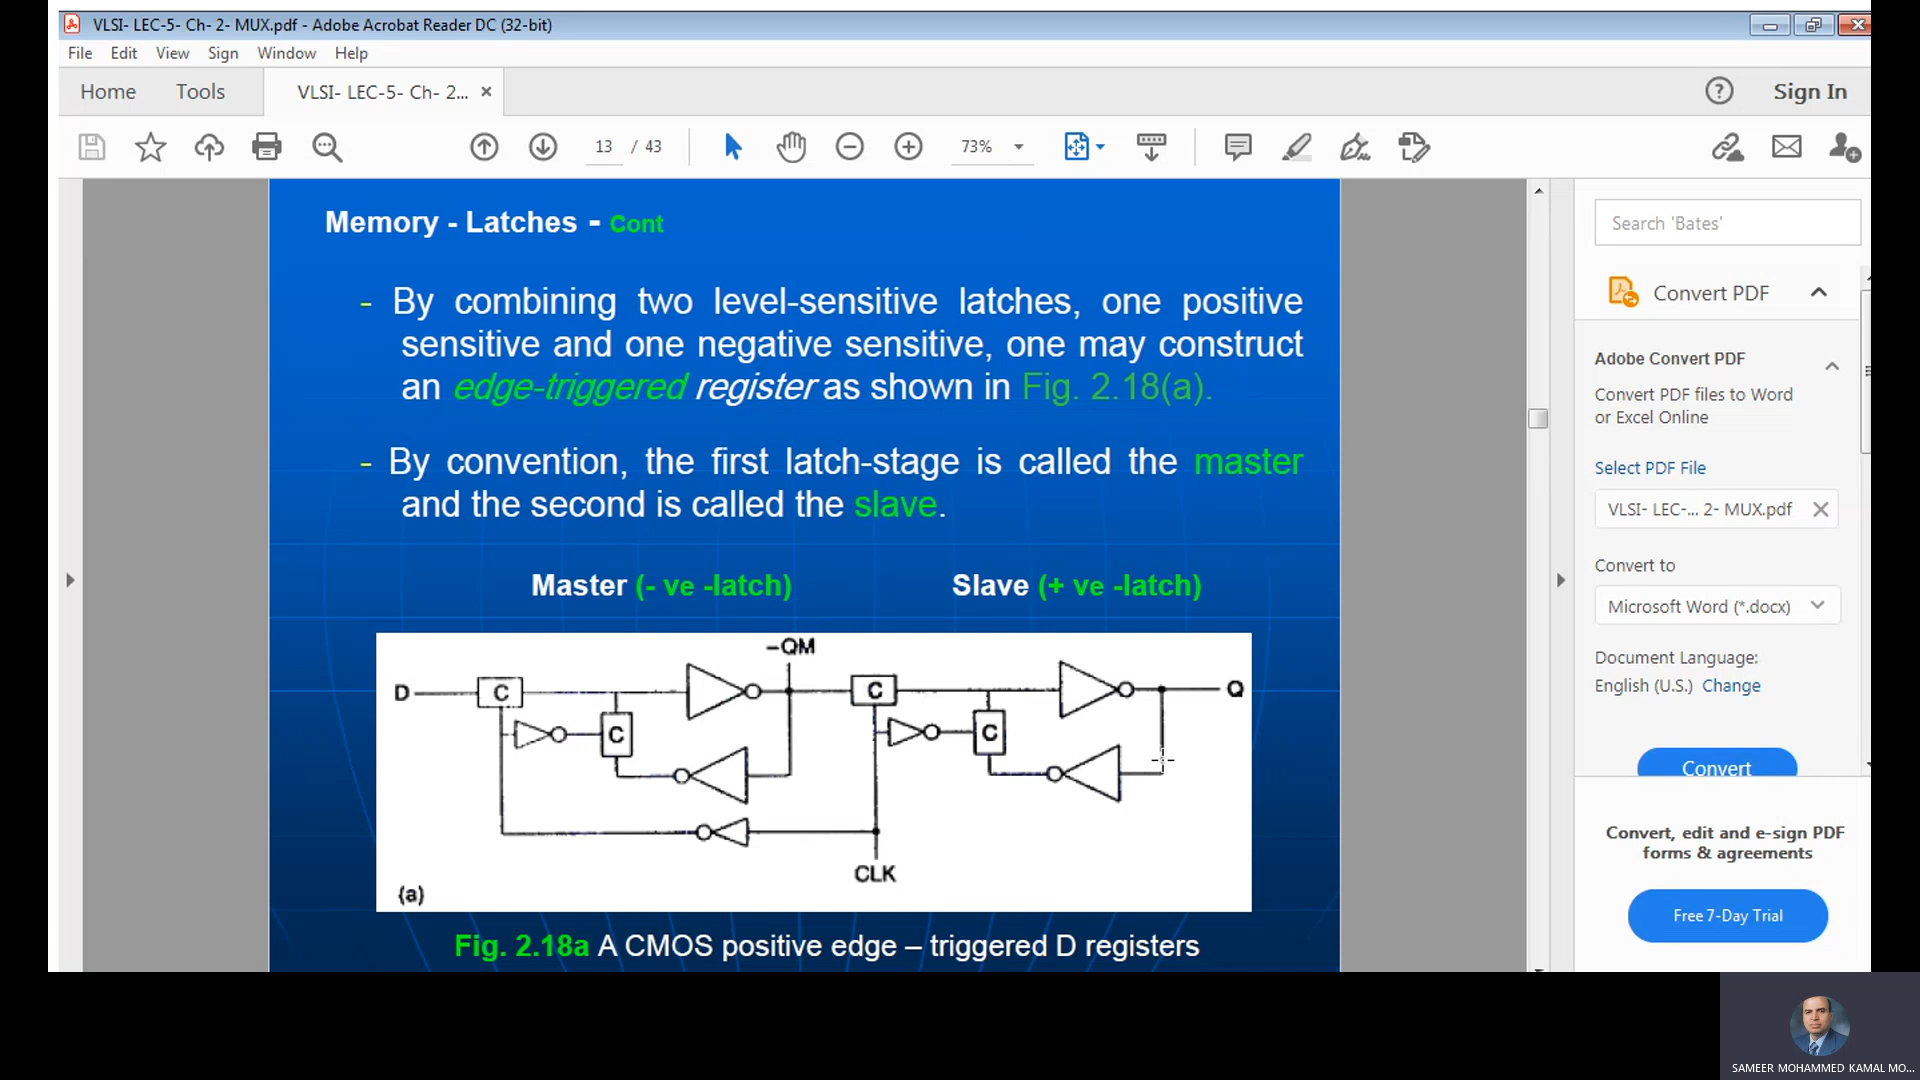 VLSI- LEC-5- Ch- 2- MUX.pdf - Adobe Acrobat Reader DC (32-bit)
File Edit View Sign Window Help
Home Tools VLSI- LEC-5- Ch- 2... Sign In
13 / 43 73%
Memory - Latches - Cont
- By combining two level-sensitive latches, one positive
sensitive and one negative sensitive, one may construct
an edge-triggered register as shown in Fig. 2.18(a).
- By convention, the first latch-stage is called the master
and the second is called the slave.
Master (- ve -latch) Slave (+ ve -latch)
-QM
D C C Q
C C
CLK
(a)
Fig. 2.18a A CMOS positive edge – triggered D registers
Search 'Bates'
Convert PDF
Adobe Convert PDF
Convert PDF files to Word
or Excel Online
Select PDF File
VLSI- LEC-... 2- MUX.pdf
Convert to
Microsoft Word (*.docx)
Document Language:
English (U.S.) Change
Convert
Convert, edit and e-sign PDF
forms & agreements
Free 7-Day Trial
SAMEER MOHAMMED KAMAL MO...